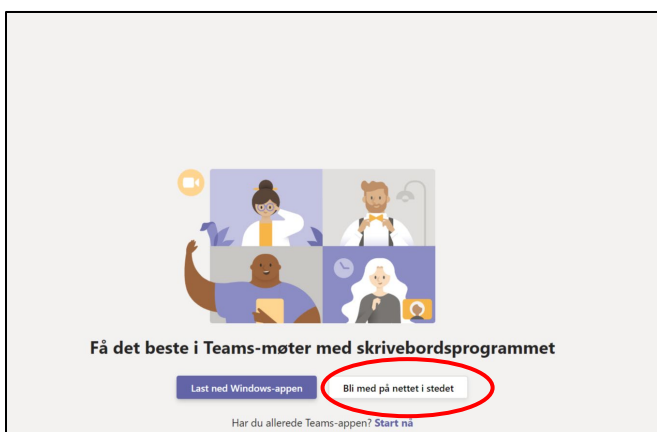 Få det beste i Teams-møter med skrivebordsprogrammet
Last ned Windows-appen
Bli med på nettet i stedet
Har du allerede Teams-appen? Start nå